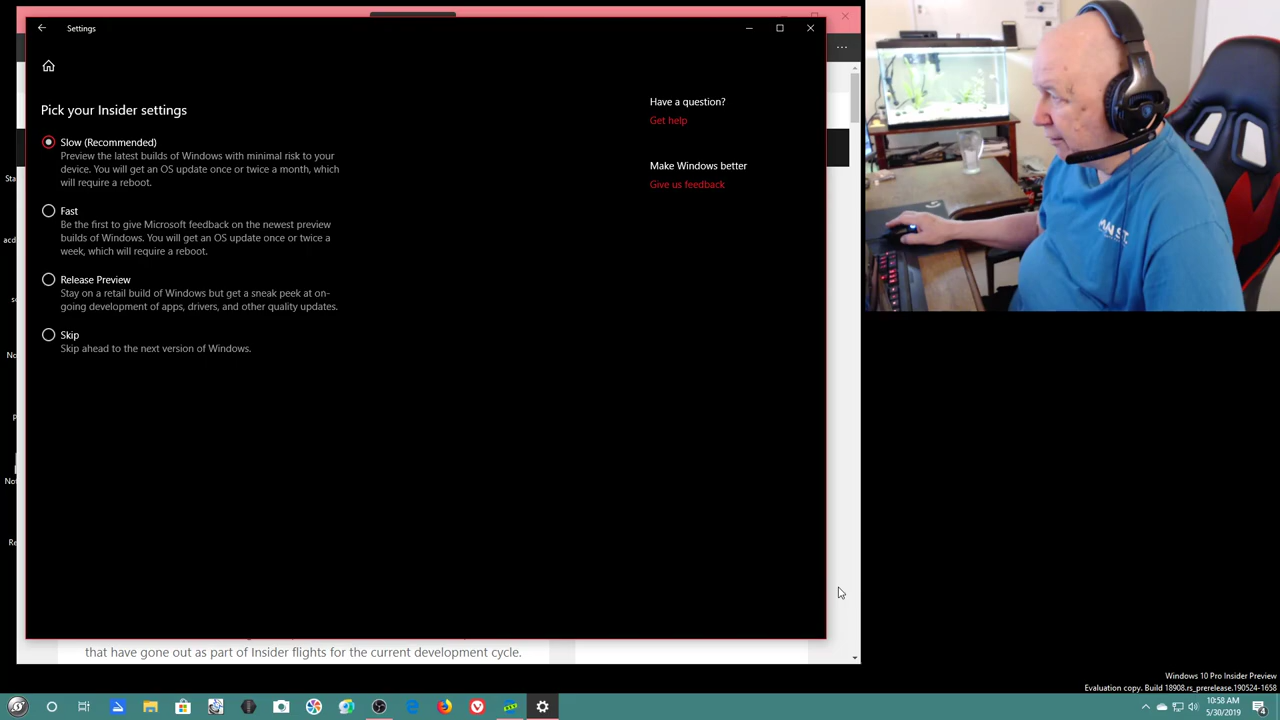 Settings
Pick your Insider settings
Slow (Recommended)
Preview the latest builds of Windows with minimal risk to your
device. You will get an OS update once or twice a month, which
will require a reboot.
Fast
Be the first to give Microsoft feedback on the newest preview
builds of Windows. You will get an OS update once or twice a
week, which will require a reboot.
Release Preview
Stay on a retail build of Windows but get a sneak peek at on-
going development of apps, drivers, and other quality updates.
Skip
Skip ahead to the next version of Windows.
Have a question?
Get help
Make Windows better
Give us feedback
that have gone out as part of Insider flights for the current development cycle.
Windows 10 Pro Insider Preview
Evaluation copy. Build 18908.rs_prerelease.190524-1658
10:58 AM
5/30/2019
4